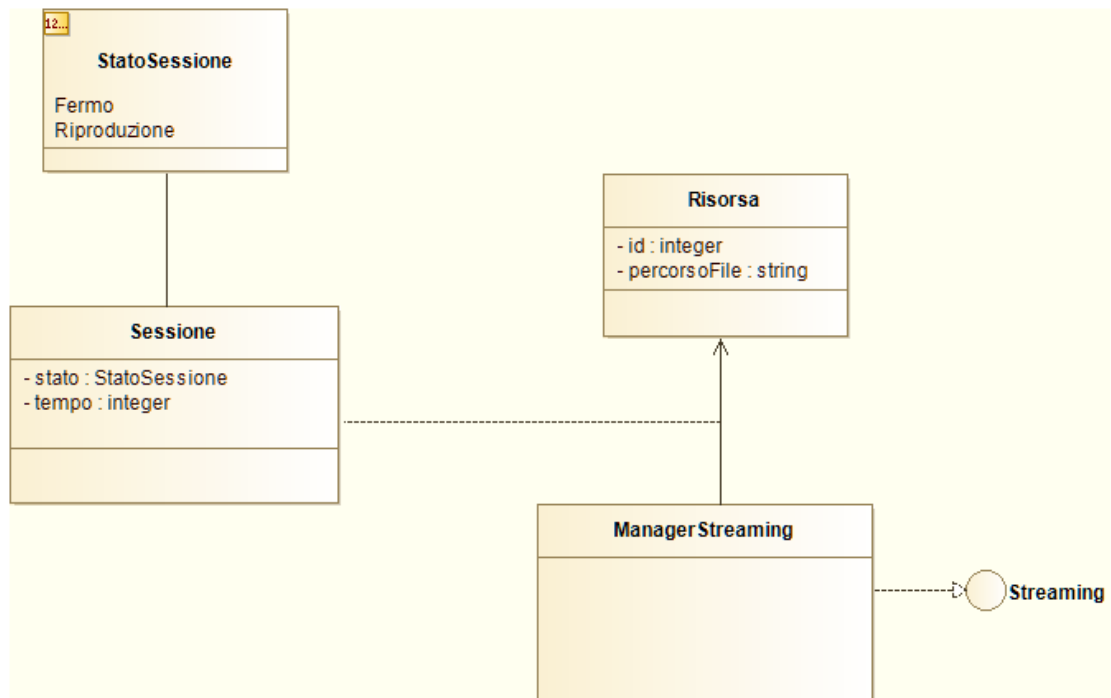 12...
StatoSessione
Fermo
Riproduzione
Risorsa
- id : integer
- percorsoFile : string
Sessione
- stato : StatoSessione
- tempo : integer
ManagerStreaming
Streaming